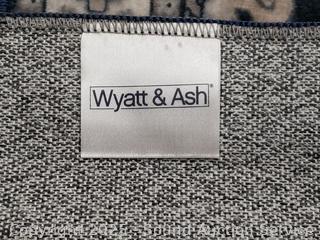 Wyatt & Ash
Copyright 2025 - Sound Auction Service